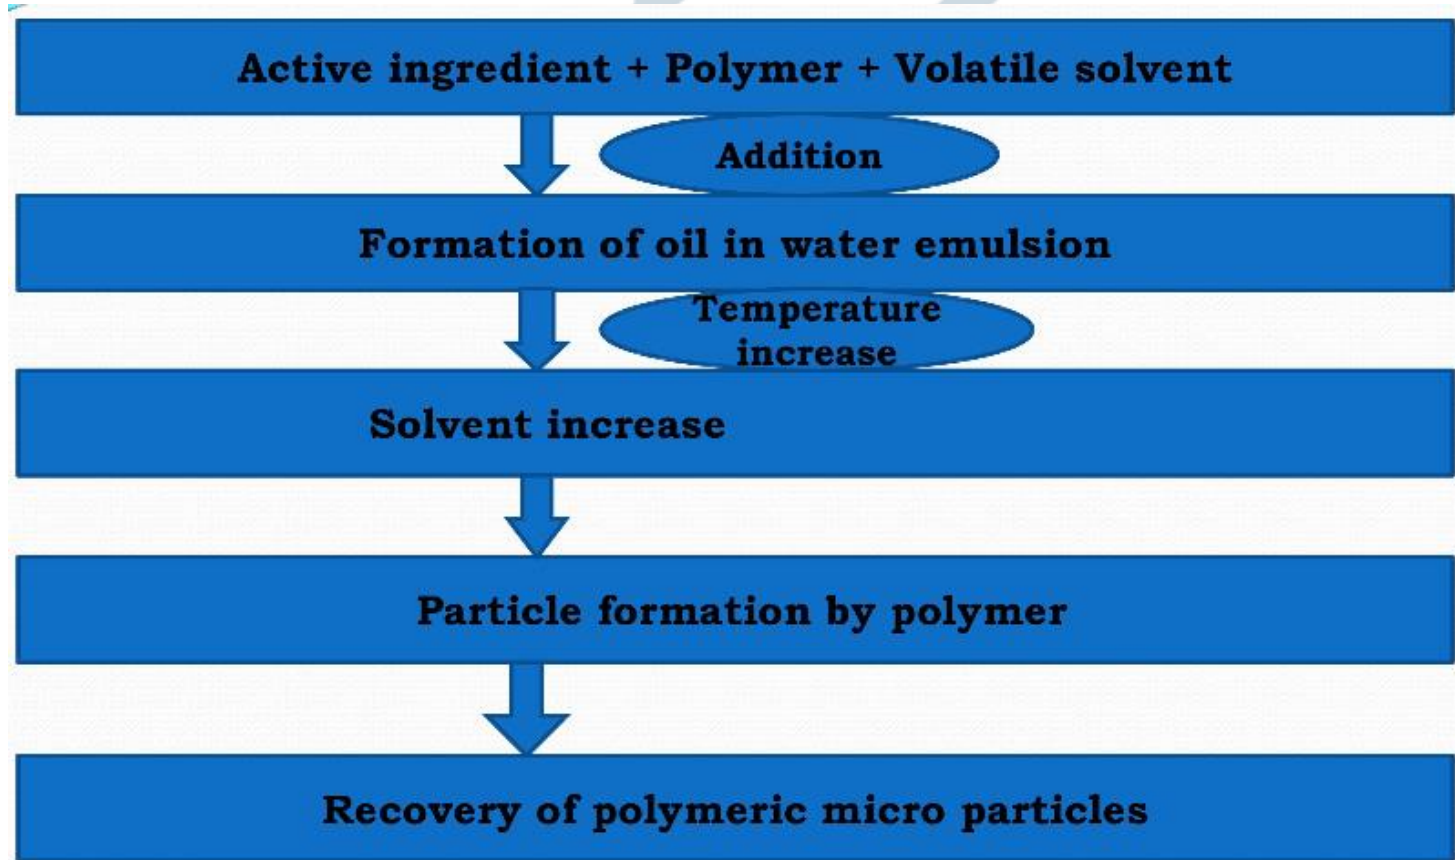 Active ingredient + Polymer + Volatile solvent
Addition
Formation of oil in water emulsion
Temperature
increase
Solvent increase
Particle formation by polymer
Recovery of polymeric micro particles